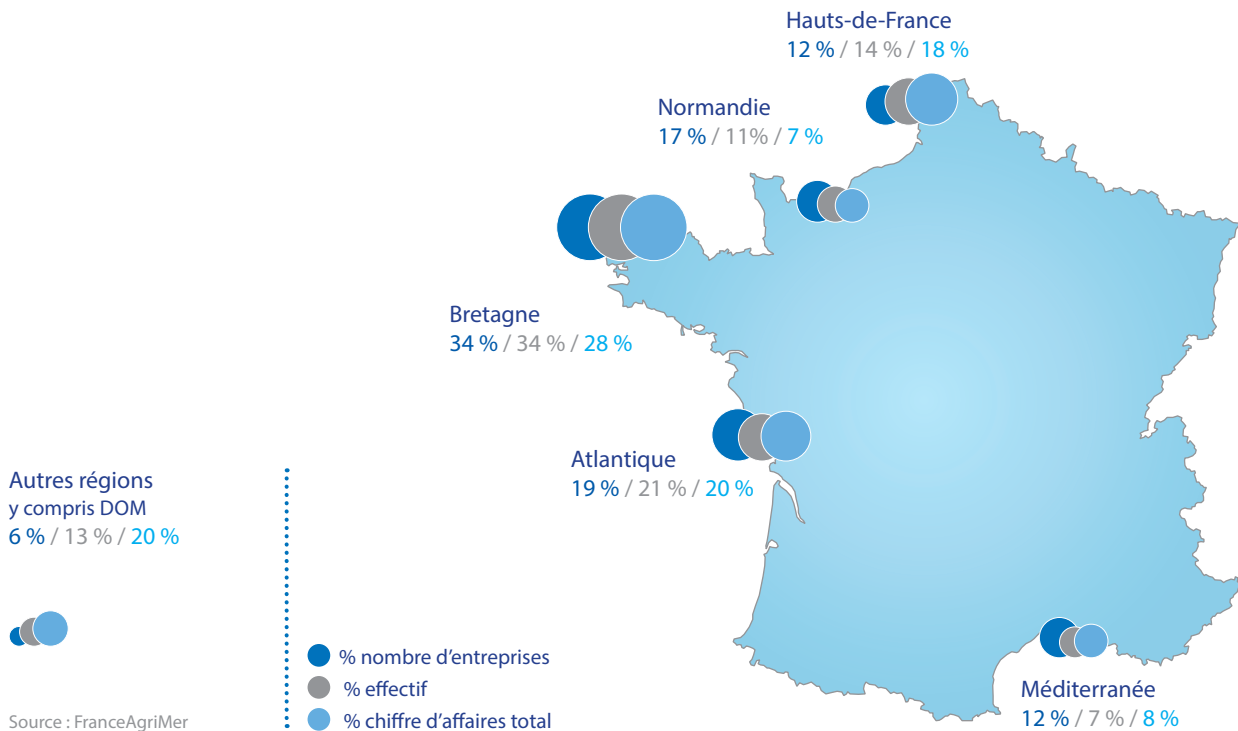 Hauts-de-France
12 % / 14 % / 18 %
Normandie
17 % / 11% / 7 %
Bretagne
34 % / 34 % / 28 %
Atlantique
19 % / 21 % / 20 %
Autres régions
y compris DOM
6 % / 13 % / 20 %
% nombre d'entreprises
% effectif
% chiffre d'affaires total
Méditerranée
12 % / 7 % / 8 %
Source : FranceAgriMer